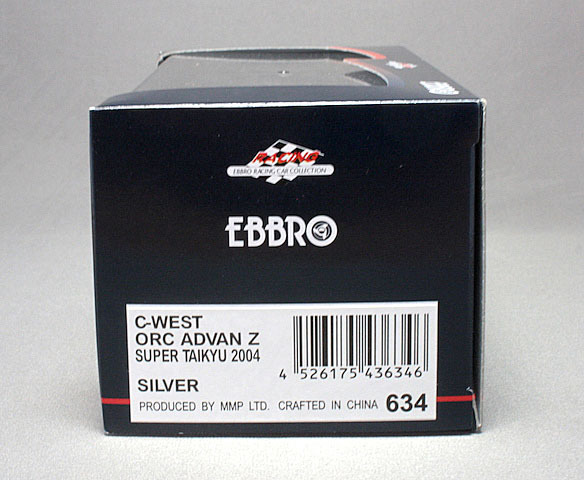 EBBRO
RACING
EBBRO RACING CAR COLLECTION
EBBRO
C-WEST
ORC ADVAN Z
SUPER TAIKYU 2004
SILVER
4 526175 436346
PRODUCED BY MMP LTD. CRAFTED IN CHINA 634